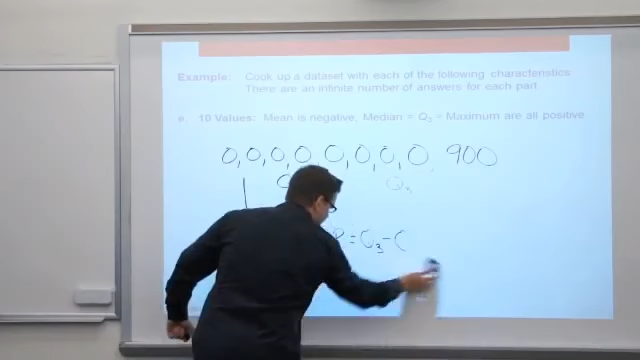 Example: Cook up a dataset with each of the following characteristics
There are an infinite number of answers for each part
e. 10 Values: Mean is negative, Median = Q3 = Maximum are all positive
0, 0, 0, 0, 0, 0, 0, 0, 900
R = Q3 -